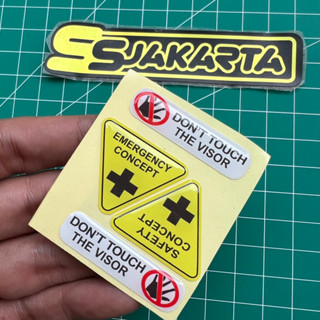 SSJAKARTA
DON'T TOUCH
THE VISOR
EMERGENCY
CONCEPT
SAFETY
CONCEPT
DON'T TOUCH
THE VISOR